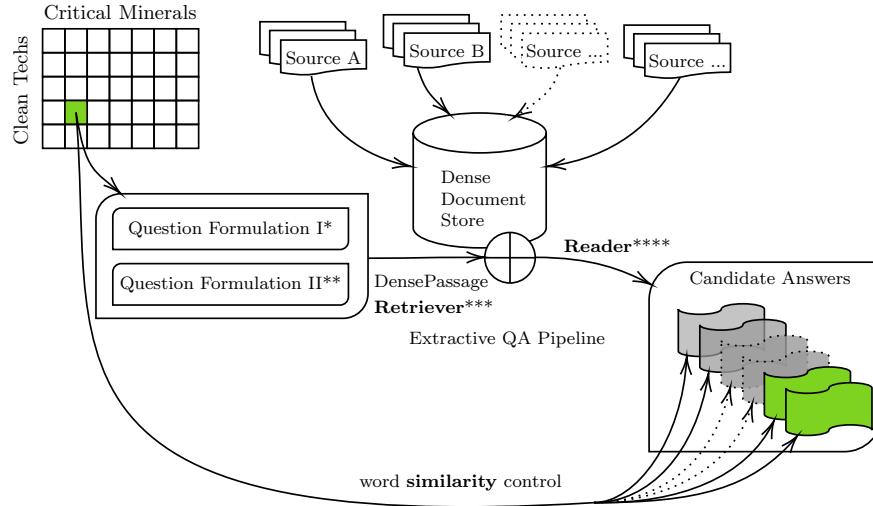 Critical Minerals
Clean Techs
Source A
Source B
Source ...
Source ...
Dense
Document
Store
Question Formulation I*
Question Formulation II**
DensePassage
Retriever***
Reader****
Extractive QA Pipeline
Candidate Answers
word similarity control